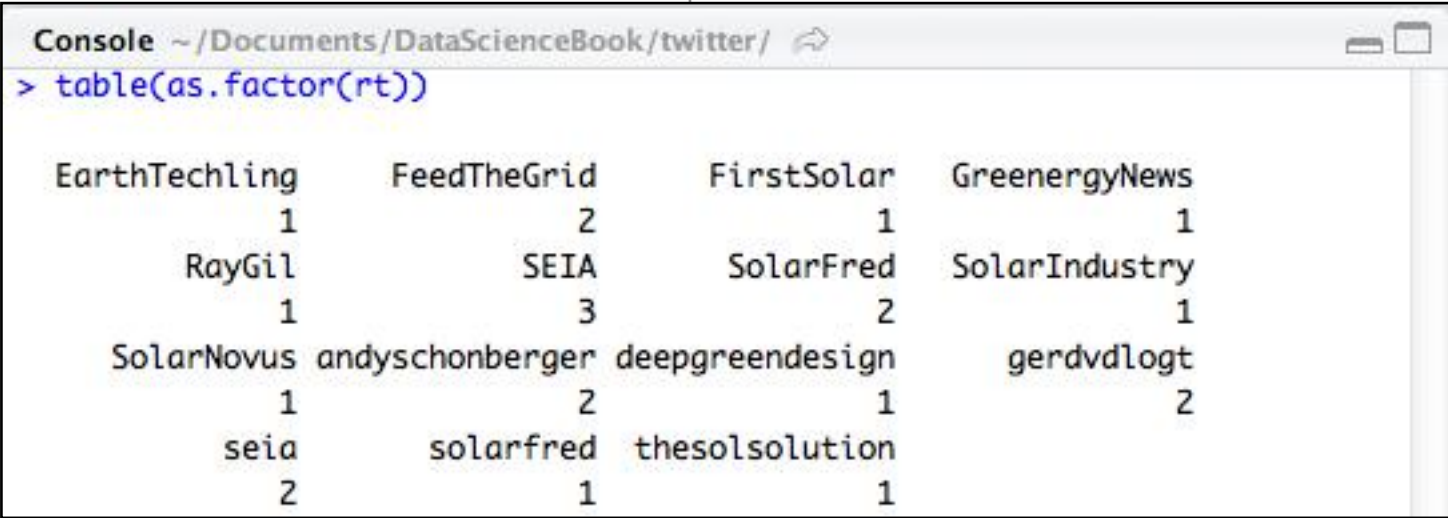 Console ~/Documents/DataScienceBook/twitter/
> table(as.factor(rt))
EarthTechling FeedTheGrid FirstSolar GreenergyNews
1 2 1 1
RayGil SEIA SolarFred SolarIndustry
1 3 2 1
SolarNovus andyschonberger deepgreendesign gerdvdlogt
1 2 1 2
seia solarfred thesolsolution
2 1 1